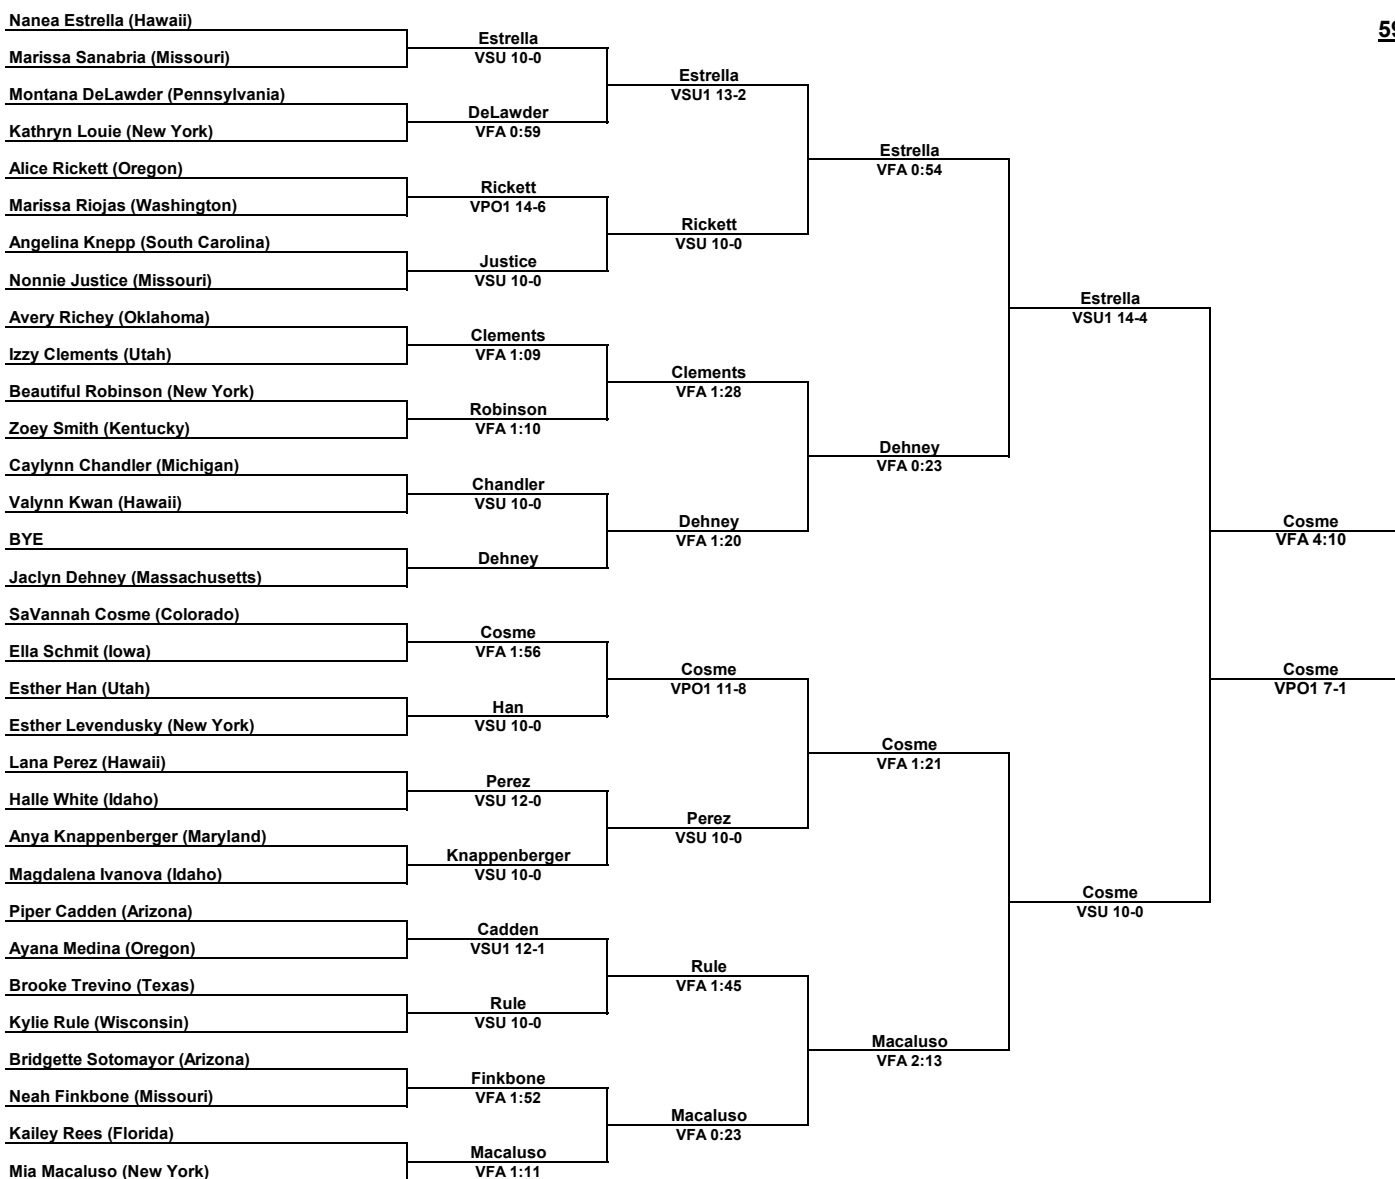 59
Nanea Estrella (Hawaii)
Marissa Sanabria (Missouri)
Montana DeLawder (Pennsylvania)
Kathryn Louie (New York)
Alice Rickett (Oregon)
Marissa Riojas (Washington)
Angelina Knepp (South Carolina)
Nonnie Justice (Missouri)
Avery Richey (Oklahoma)
Izzy Clements (Utah)
Beautiful Robinson (New York)
Zoey Smith (Kentucky)
Caylynn Chandler (Michigan)
Valynn Kwan (Hawaii)
BYE
Jaclyn Dehney (Massachusetts)
SaVannah Cosme (Colorado)
Ella Schmit (Iowa)
Esther Han (Utah)
Esther Levendusky (New York)
Lana Perez (Hawaii)
Halle White (Idaho)
Anya Knappenberger (Maryland)
Magdalena Ivanova (Idaho)
Piper Cadden (Arizona)
Ayana Medina (Oregon)
Brooke Trevino (Texas)
Kylie Rule (Wisconsin)
Bridgette Sotomayor (Arizona)
Neah Finkbone (Missouri)
Kailey Rees (Florida)
Mia Macaluso (New York)
Estrella
VSU 10-0
DeLawder
VFA 0:59
Rickett
VPO1 14-6
Justice
VSU 10-0
Clements
VFA 1:09
Robinson
VFA 1:10
Chandler
VSU 10-0
Dehney
Cosme
VFA 1:56
Han
VSU 10-0
Perez
VSU 12-0
Knappenberger
VSU 10-0
Cadden
VSU1 12-1
Rule
VSU 10-0
Finkbone
VFA 1:52
Macaluso
VFA 1:11
Estrella
VSU1 13-2
Rickett
VSU 10-0
Clements
VFA 1:28
Dehney
VFA 1:20
Cosme
VPO1 11-8
Perez
VSU 10-0
Rule
VFA 1:45
Macaluso
VFA 0:23
Estrella
VFA 0:54
Dehney
VFA 0:23
Cosme
VFA 1:21
Macaluso
VFA 2:13
Estrella
VSU1 14-4
Cosme
VSU 10-0
Cosme
VFA 4:10
Cosme
VPO1 7-1